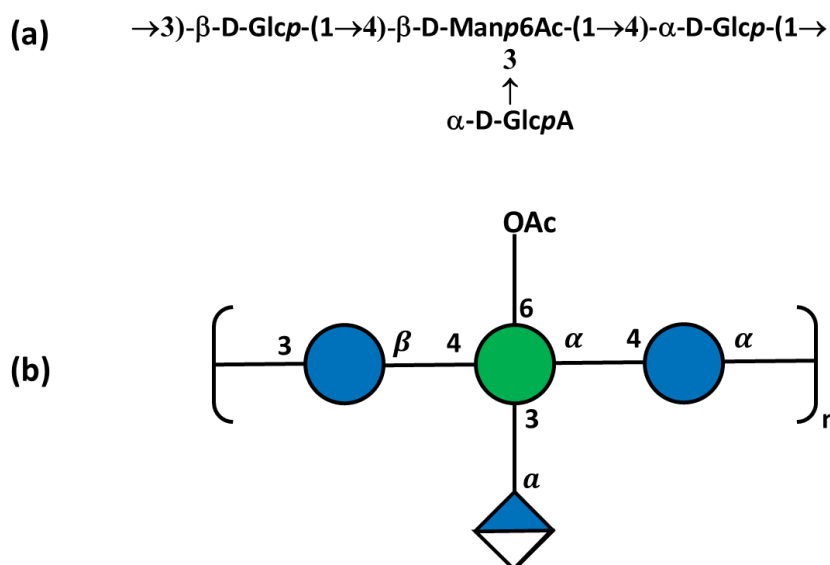 (a) →3)-β-D-Glcp-(1→4)-β-D-Manp6Ac-(1→4)-α-D-Glcp-(1→
3
↑
α-D-GlcpA
OAc
6
(b) 3 β 4 α 4 α
3
n
a